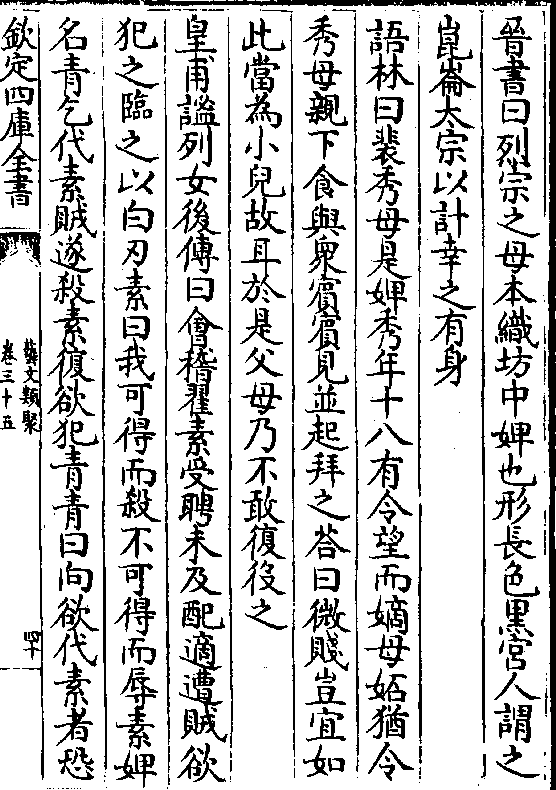 晉書曰烈宗之母本織坊中婢也形長色黒宫人謂之
崑崙太宗以計幸之有身
語林曰裴秀母是婢秀年十八有令望而嫡母妬猶令
秀母親下食與衆賔賔見並起拜之荅曰微賤豈宜如
此當為小兒故耳於是父母乃不敢復役之
皇甫謐列女後傳曰會稽翟素受聘未及配適遭賊欲
犯之臨之以白刃素曰我可得而殺不可得而辱素婢
名青乞代素賊遂殺素復欲犯青青曰向欲代素者恐
欽定四庫全書
藝文類聚
卷三十五
四十